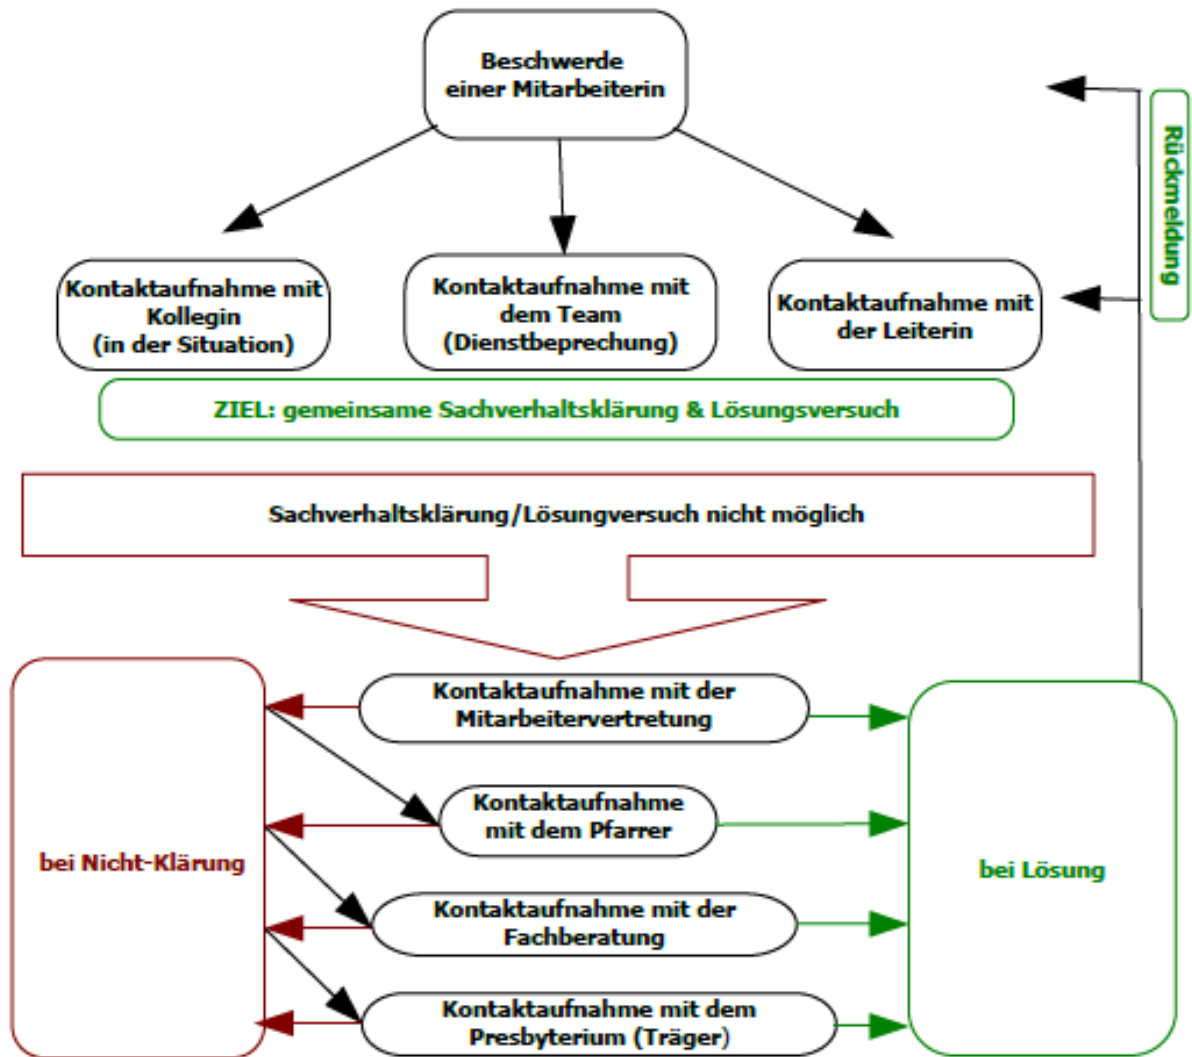 Beschwerde
einer Mitarbeiterin
Rückmeldung
Kontaktaufnahme mit
Kollegin
(in der Situation)
Kontaktaufnahme mit
dem Team
(Dienstbeprechung)
Kontaktaufnahme mit
der Leiterin
ZIEL: gemeinsame Sachverhaltsklärung & Lösungsversuch
Sachverhaltsklärung/Lösungversuch nicht möglich
Kontaktaufnahme mit der
Mitarbeitervertretung
Kontaktaufnahme
mit dem Pfarrer
bei Nicht-Klärung
bei Lösung
Kontaktaufnahme mit der
Fachberatung
Kontaktaufnahme mit dem
Presbyterium (Träger)